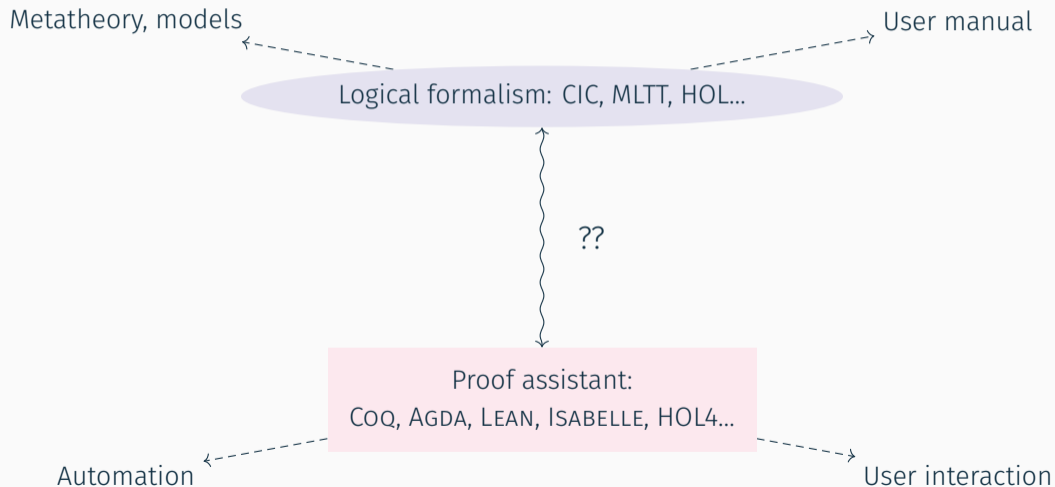 Metatheory, models
User manual
Logical formalism: CIC, MLTT, HOL...
??
Proof assistant:
COQ, AGDA, LEAN, ISABELLE, HOL4...
Automation
User interaction